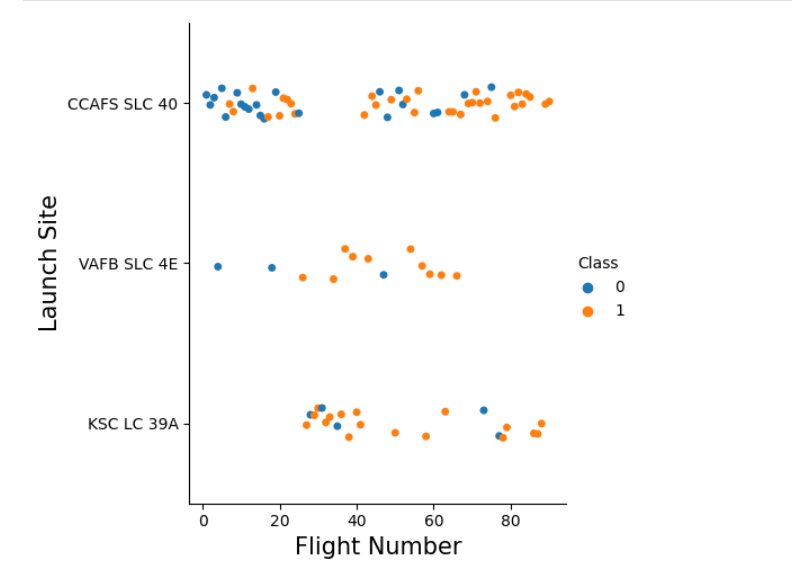 CCAFS SLC 40
VAFB SLC 4E
KSC LC 39A
Launch Site
0 20 40 60 80
Flight Number
Class
0
1